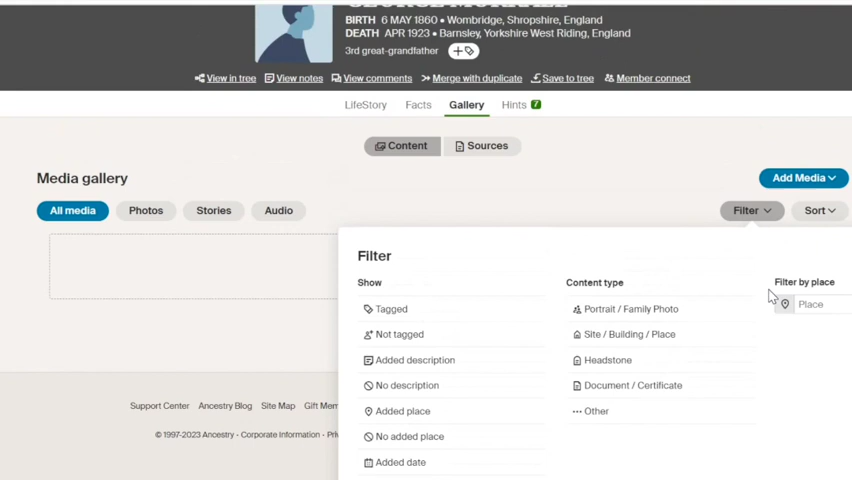 BIRTH 6 MAY 1860 • Wombridge, Shropshire, England
DEATH APR 1923 • Barnsley, Yorkshire West Riding, England
3rd great-grandfather
View in tree View notes View comments Merge with duplicate Save to tree Member connect
LifeStory Facts Gallery Hints 7
Content Sources
Media gallery Add Media
All media Photos Stories Audio Filter Sort
Filter
Show Content type Filter by place
Tagged Portrait / Family Photo Place
Not tagged Site / Building / Place
Added description Headstone
No description Document / Certificate
Added place Other
No added place
Added date
Support Center Ancestry Blog Site Map Gift Mem
© 1997-2023 Ancestry • Corporate Information • Pri